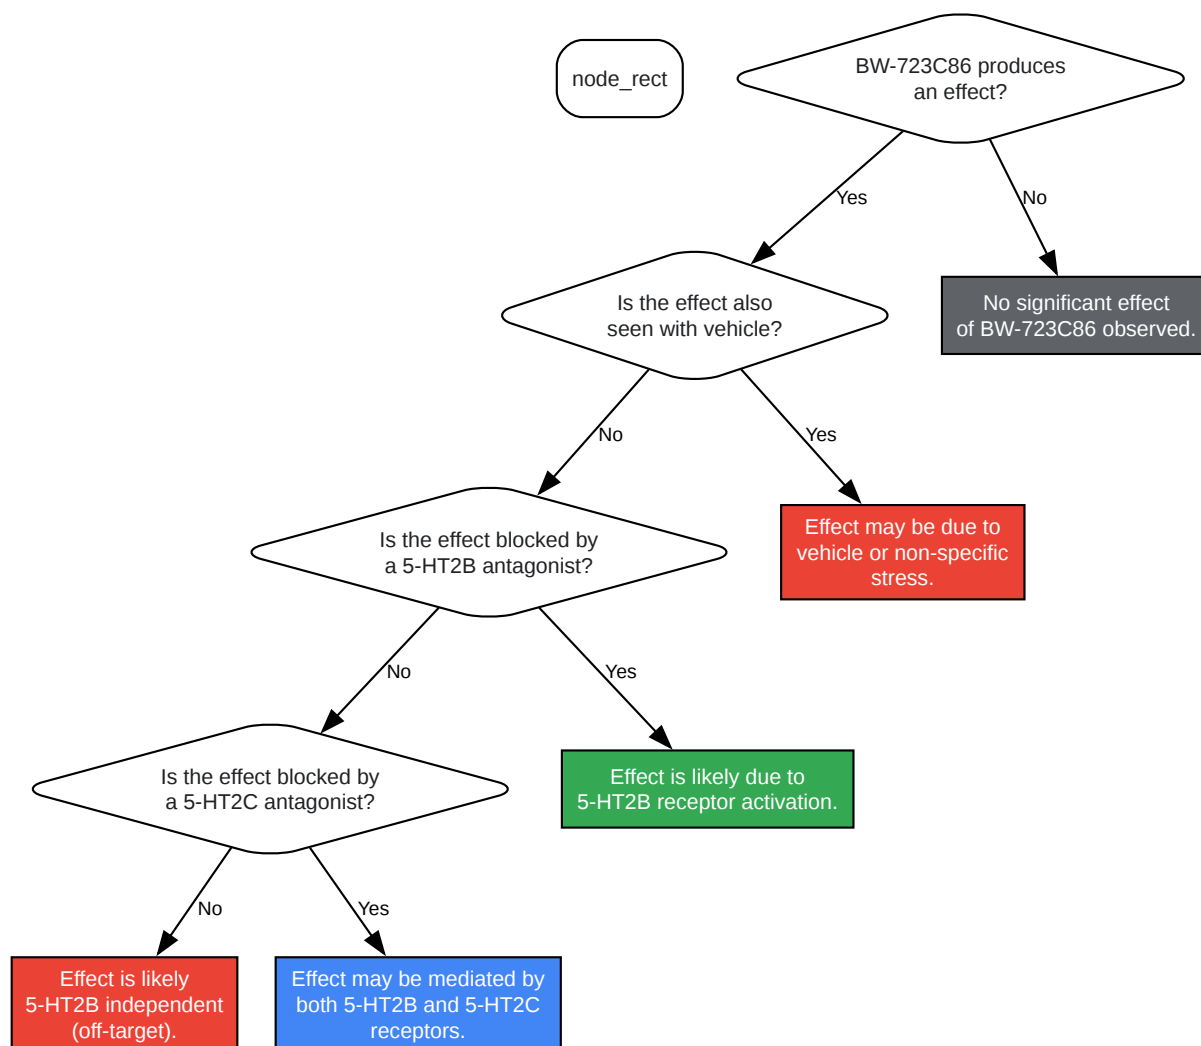 node_rect
BW-723C86 produces
an effect?
Yes
No
Is the effect also
seen with vehicle?
No significant effect
of BW-723C86 observed.
No
Yes
Is the effect blocked by
a 5-HT2B antagonist?
Effect may be due to
vehicle or non-specific
stress.
No
Yes
Is the effect blocked by
a 5-HT2C antagonist?
Effect is likely due to
5-HT2B receptor activation.
No
Yes
Effect is likely
5-HT2B independent
(off-target).
Effect may be mediated by
both 5-HT2B and 5-HT2C
receptors.